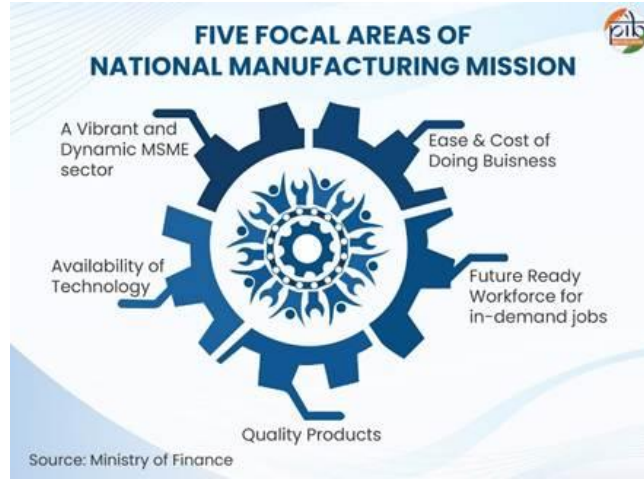 FIVE FOCAL AREAS OF
NATIONAL MANUFACTURING MISSION
pib
A Vibrant and
Dynamic MSME
sector
Ease & Cost of
Doing Buisness
Availability of
Technology
Future Ready
Workforce for
in-demand jobs
Quality Products
Source: Ministry of Finance